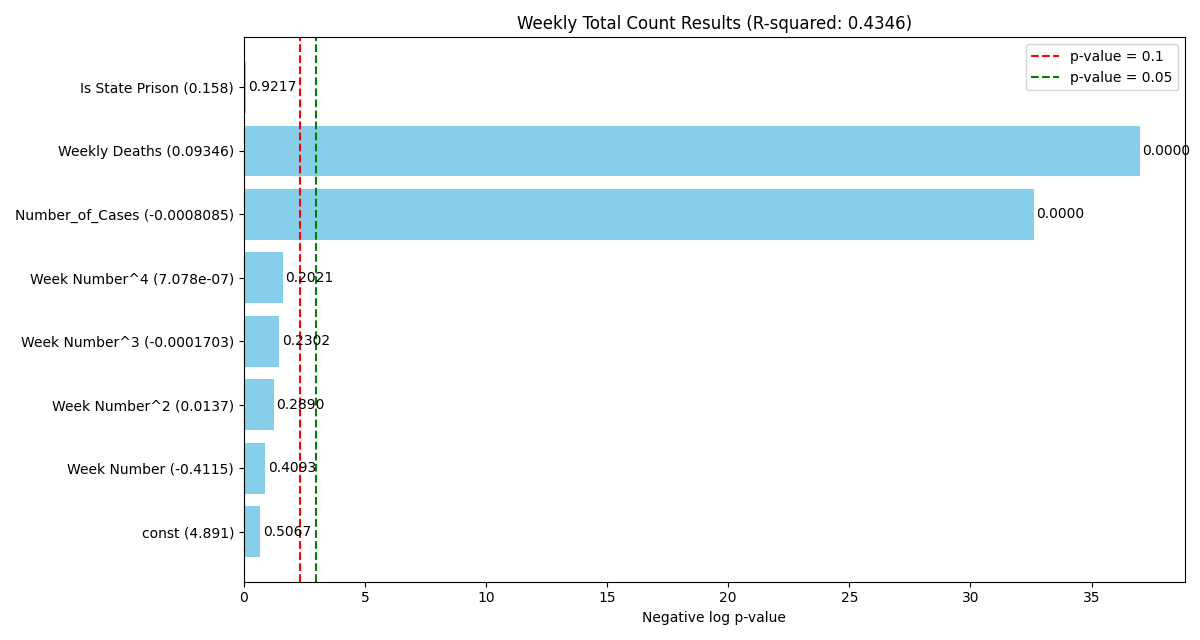 Weekly Total Count Results (R-squared: 0.4346)
p-value = 0.1
p-value = 0.05
Is State Prison (0.158) 0.9217
Weekly Deaths (0.09346) 0.0000
Number_of_Cases (-0.0008085) 0.0000
Week Number^4 (7.078e-07) 0.2021
Week Number^3 (-0.0001703) 0.2302
Week Number^2 (0.0137) 0.2890
Week Number (-0.4115) 0.4093
const (4.891) 0.5067
0 5 10 15 20 25 30 35
Negative log p-value